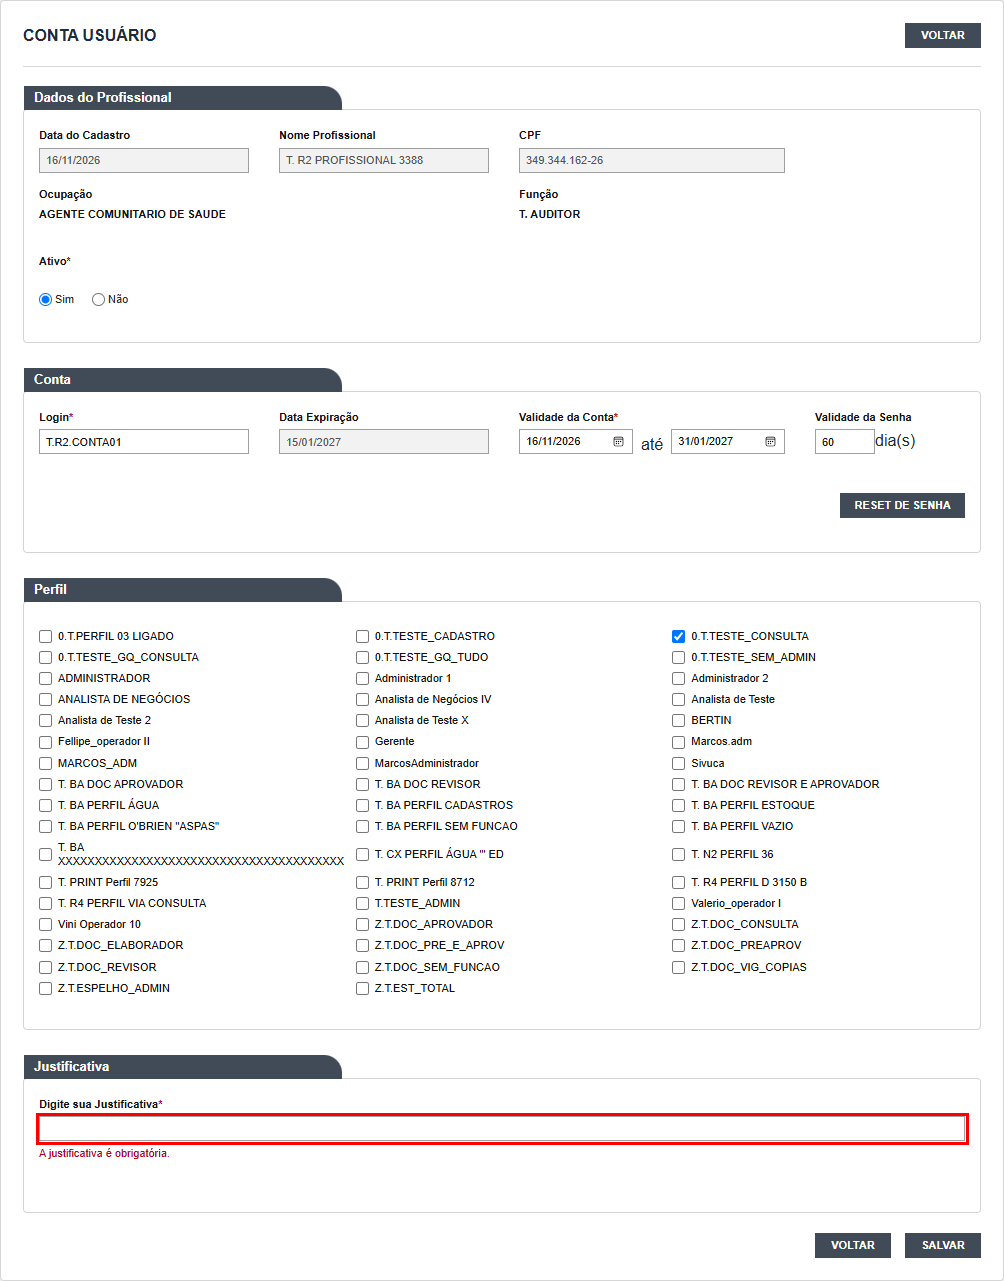 CONTA USUÁRIO
VOLTAR
Dados do Profissional
Data do Cadastro Nome Profissional CPF
16/11/2026 T. R2 PROFISSIONAL 3388 349.344.162-26
Ocupação Função
AGENTE COMUNITARIO DE SAUDE T. AUDITOR
Ativo*
Sim Não
Conta
Login* Data Expiração Validade da Conta* Validade da Senha
T.R2.CONTA01 15/01/2027 16/11/2026 até 31/01/2027 60 dia(s)
RESET DE SENHA
Perfil
0.T.PERFIL 03 LIGADO 0.T.TESTE_CADASTRO 0.T.TESTE_CONSULTA
0.T.TESTE_GQ_CONSULTA 0.T.TESTE_GQ_TUDO 0.T.TESTE_SEM_ADMIN
ADMINISTRADOR Administrador 1 Administrador 2
ANALISTA DE NEGÓCIOS Analista de Negócios IV Analista de Teste
Analista de Teste 2 Analista de Teste X BERTIN
Fellipe_operador II Gerente Marcos.adm
MARCOS_ADM MarcosAdministrador Sivuca
T. BA DOC APROVADOR T. BA DOC REVISOR T. BA DOC REVISOR E APROVADOR
T. BA PERFIL ÁGUA T. BA PERFIL CADASTROS T. BA PERFIL ESTOQUE
T. BA PERFIL O'BRIEN "ASPAS" T. BA PERFIL SEM FUNCAO T. BA PERFIL VAZIO
T. BA
XXXXXXXXXXXXXXXXXXXXXXXXXXXXXXXXXXXXXXX T. CX PERFIL ÁGUA "' ED T. N2 PERFIL 36
T. PRINT Perfil 7925 T. PRINT Perfil 8712 T. R4 PERFIL D 3150 B
T. R4 PERFIL VIA CONSULTA T.TESTE_ADMIN Valerio_operador I
Vini Operador 10 Z.T.DOC_APROVADOR Z.T.DOC_CONSULTA
Z.T.DOC_ELABORADOR Z.T.DOC_PRE_E_APROV Z.T.DOC_PREAPROV
Z.T.DOC_REVISOR Z.T.DOC_SEM_FUNCAO Z.T.DOC_VIG_COPIAS
Z.T.ESPELHO_ADMIN Z.T.EST_TOTAL
Justificativa
Digite sua Justificativa*
A justificativa é obrigatória.
VOLTAR SALVAR